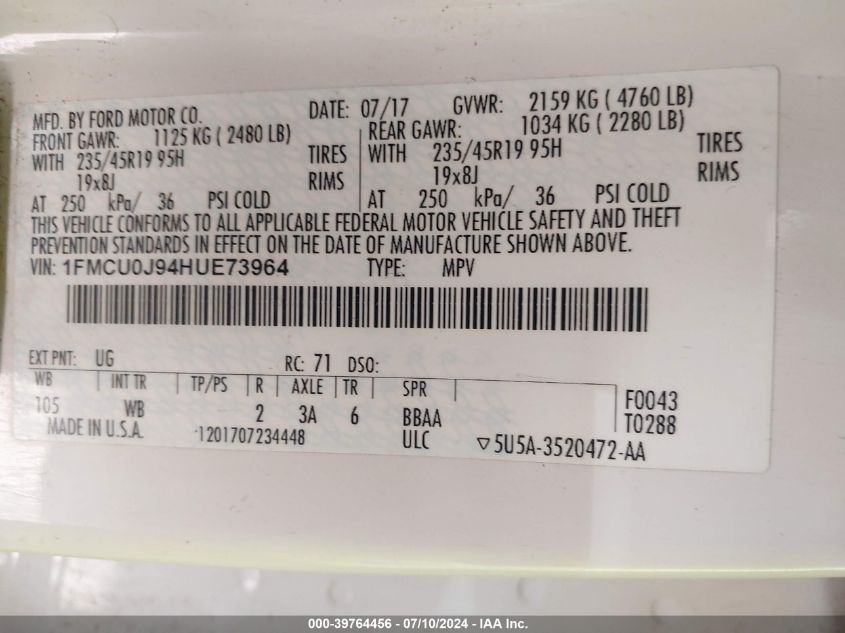 MFD. BY FORD MOTOR CO. DATE: 07/17 GVWR: 2159 KG ( 4760 LB)
FRONT GAWR: 1125 KG ( 2480 LB) REAR GAWR: 1034 KG ( 2280 LB)
WITH 235/45R19 95H TIRES WITH 235/45R19 95H TIRES
19x8J RIMS 19x8J RIMS
AT 250 kPa/ 36 PSI COLD AT 250 kPa/ 36 PSI COLD
THIS VEHICLE CONFORMS TO ALL APPLICABLE FEDERAL MOTOR VEHICLE SAFETY AND THEFT
PREVENTION STANDARDS IN EFFECT ON THE DATE OF MANUFACTURE SHOWN ABOVE.
VIN: 1FMCU0J94HUE73964 TYPE: MPV
EXT PNT: UG RC: 71 DSO:
WB INT TR TP/PS R AXLE TR SPR F0043
105 WB 2 3A 6 BBAA T0288
MADE IN U.S.A. 1201707234448 ULC ▽5U5A-3520472-AA
000-39764456 - 07/10/2024 - IAA Inc.